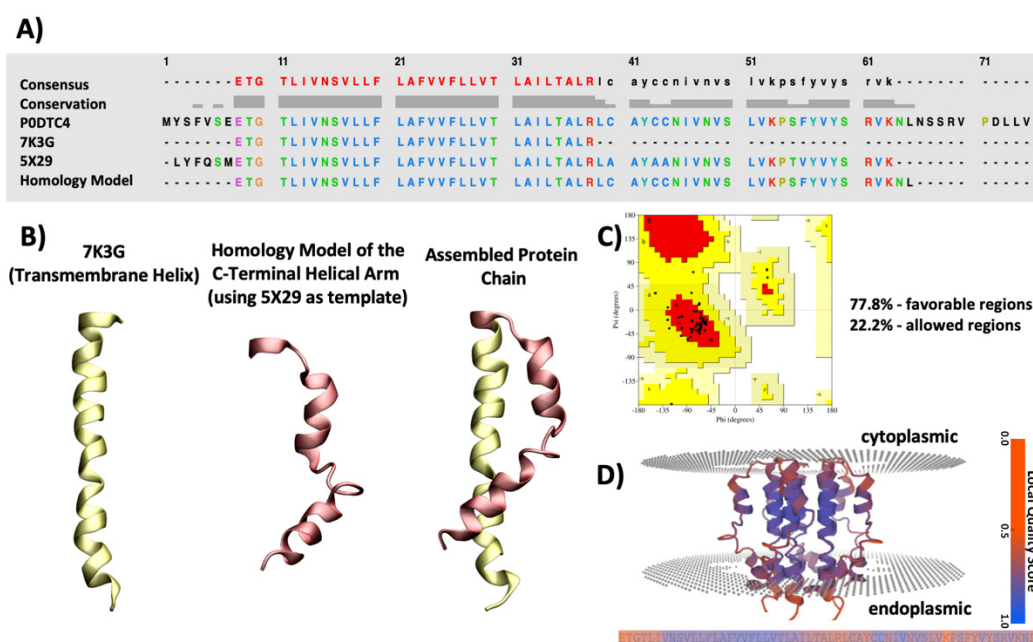 A)
1 11 21 31 41 51 61 71
Consensus - - - - - - - E T G T L I V N S V L L F L A F V V F L L V T L A I L T A L R l c a y c c n i v n v s l v k p s f y v y s r v k - - - - - - - - - - - -
Conservation
P0DTC4 M Y S F V S E E T G T L I V N S V L L F L A F V V F L L V T L A I L T A L R L C A Y C C N I V N V S L V K P S F Y V Y S R V K N L N S S R V P D L L V
7K3G - - - - - - - E T G T L I V N S V L L F L A F V V F L L V T L A I L T A L R - - - - - - - - - - - - - - - - - - - - - - - - - - - - - - - - - - - - -
5X29 - L Y F Q S M E T G T L I V N S V L L F L A F V V F L L V T L A I L T A L R L C A Y A A N I V N V S L V K P T V Y V Y S R V K - - - - - - - - - - - -
Homology Model - - - - - - - E T G T L I V N S V L L F L A F V V F L L V T L A I L T A L R L C A Y C C N I V N V S L V K P S F Y V Y S R V K N L - - - - - - - - - -
B)
7K3G
(Transmembrane Helix)
Homology Model of the
C-Terminal Helical Arm
(using 5X29 as template)
Assembled Protein
Chain
C)
180
135
90
45
0
-45
-90
-135
-180 -135 -90 -45 0 45 90 135 180
Psi (degrees)
Phi (degrees)
77.8% - favorable regions
22.2% - allowed regions
D)
cytoplasmic
endoplasmic
0.0
0.5
1.0
Local Quality Score
ETGTLIVNSVLLFLAFVVFLLVTLAILTALRLCAYCCNIVNVSLVKPSFYVYSRVKNL